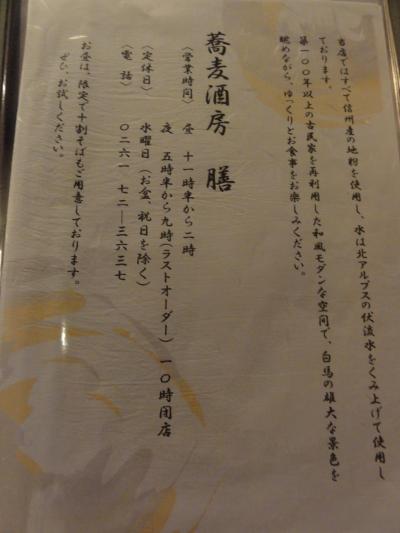 当店ではすべて信州産の地粉を使用し、水は北アルプスの伏流水をくみ上げて使用し
ております。
築一〇〇年以上の古民家を再利用した和風モダンな空間で、白馬の雄大な景色を
眺めながら、ゆっくりとお食事をお楽しみください。
蕎麦酒房 膳
〈営業時間〉 昼 十一時半から二時
夜 五時半から九時(ラストオーダー) 一〇時閉店
〈定休日〉 水曜日(お盆、祝日を除く)
〈電話〉 〇二六一 七二―三六三七
お昼は、限定で十割そばもご用意しております。
ぜひ、お試しください。